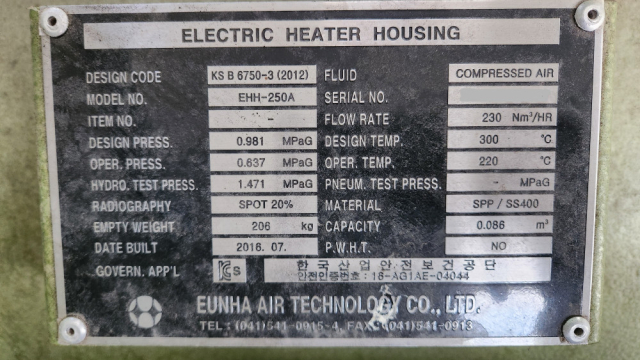 ELECTRIC HEATER HOUSING
DESIGN CODE KS B 6750-3 (2012) FLUID COMPRESSED AIR
MODEL NO. EHH-250A SERIAL NO.
ITEM NO. - FLOW RATE 230 Nm³/HR
DESIGN PRESS. 0.981 MPaG DESIGN TEMP. 300 ℃
OPER. PRESS. 0.637 MPaG OPER. TEMP. 220 ℃
HYDRO. TEST PRESS. 1.471 MPaG PNEUM. TEST PRESS. - MPaG
RADIOGRAPHY SPOT 20% MATERIAL SPP / SS400
EMPTY WEIGHT 206 kg CAPACITY 0.086 m³
DATE BUILT 2016. 07. P.W.H.T. NO
GOVERN. APP'L S 한국산업안전보건공단
안전인증번호 : 16-AG1AE-04044
EUNHA AIR TECHNOLOGY CO., LTD.
TEL : (041)541-0915-4, FAX : (041)541-0913